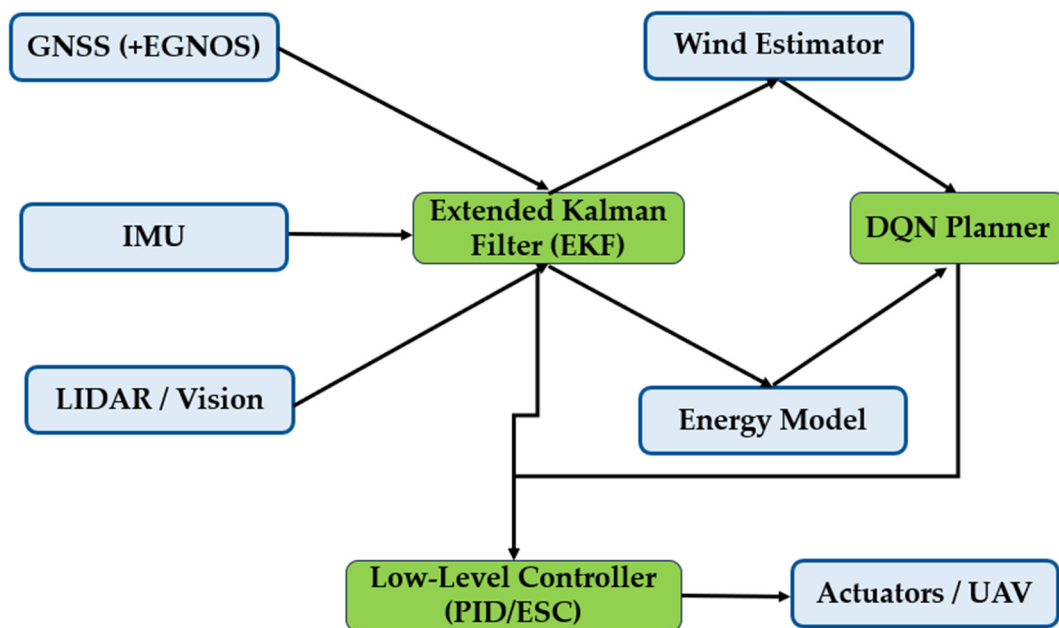 GNSS (+EGNOS)
Wind Estimator
IMU
Extended Kalman
Filter (EKF)
DQN Planner
LIDAR / Vision
Energy Model
Low-Level Controller
(PID/ESC)
Actuators / UAV